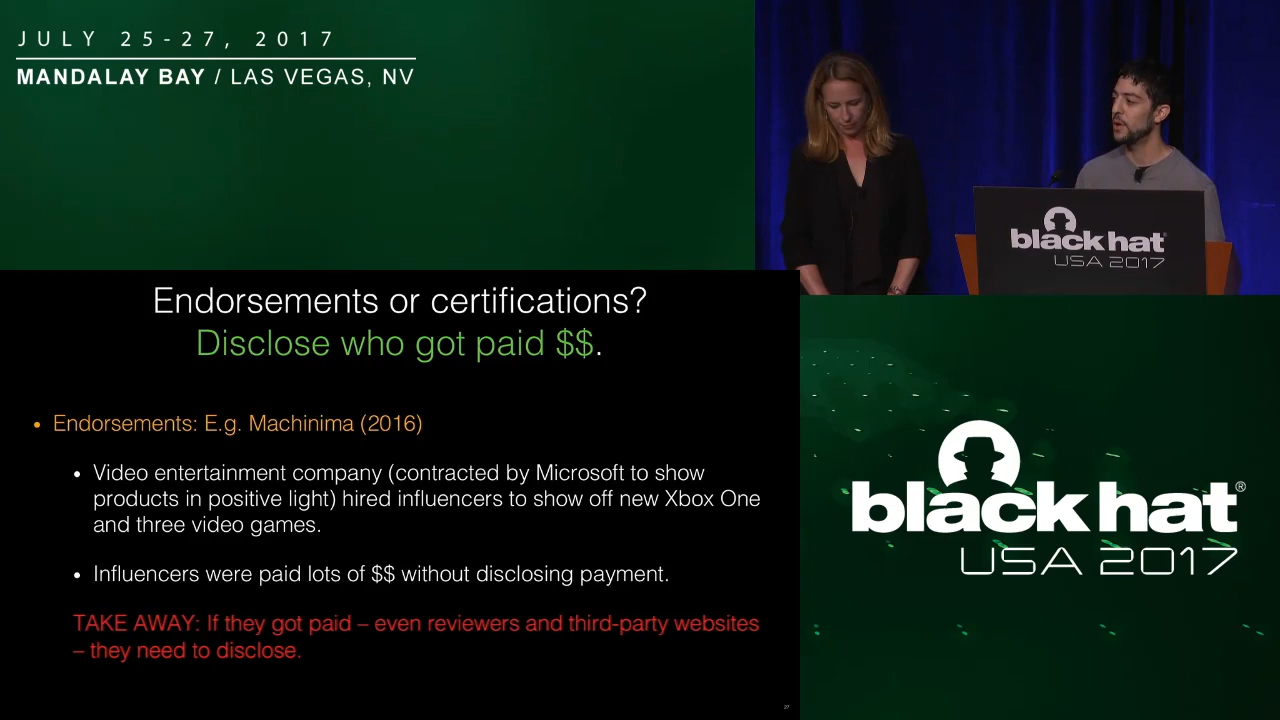 JULY 25-27, 2017
MANDALAY BAY / LAS VEGAS, NV
black hat®
USA 2017
Endorsements or certifications?
Disclose who got paid $$.
• Endorsements: E.g. Machinima (2016)
• Video entertainment company (contracted by Microsoft to show
products in positive light) hired influencers to show off new Xbox One
and three video games.
• Influencers were paid lots of $$ without disclosing payment.
TAKE AWAY: If they got paid – even reviewers and third-party websites
– they need to disclose.
27
black hat®
USA 2017